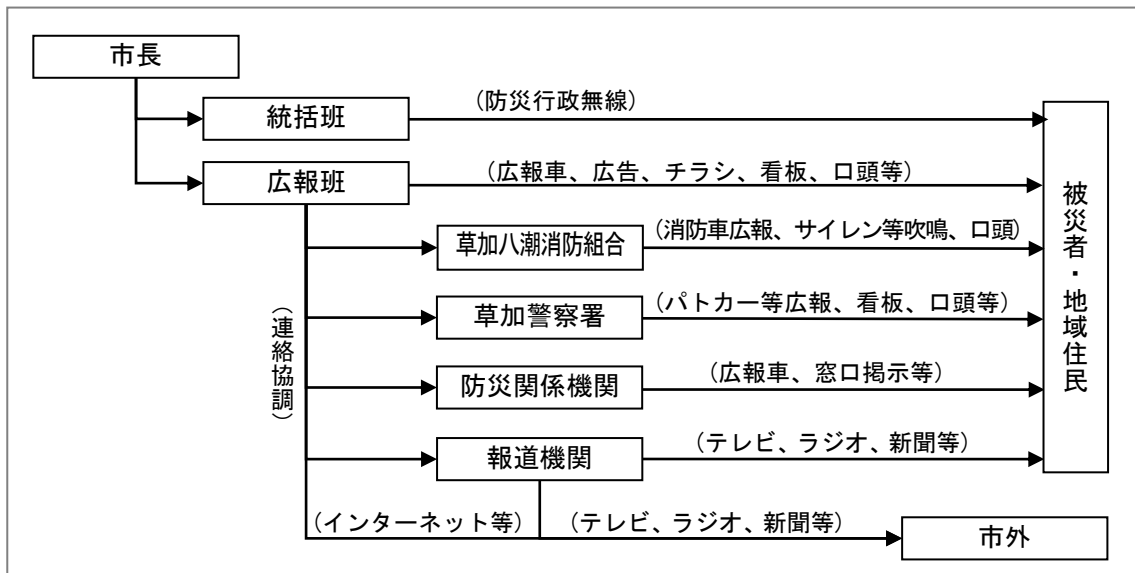 市長
統括班
(防災行政無線)
広報班
(広報車、広告、チラシ、看板、口頭等)
草加八潮消防組合
(消防車広報、サイレン等吹鳴、口頭)
草加警察署
(パトカー等広報、看板、口頭等)
防災関係機関
(広報車、窓口掲示等)
報道機関
(テレビ、ラジオ、新聞等)
(連絡協調)
被災者・地域住民
(インターネット等)
(テレビ、ラジオ、新聞等)
市外